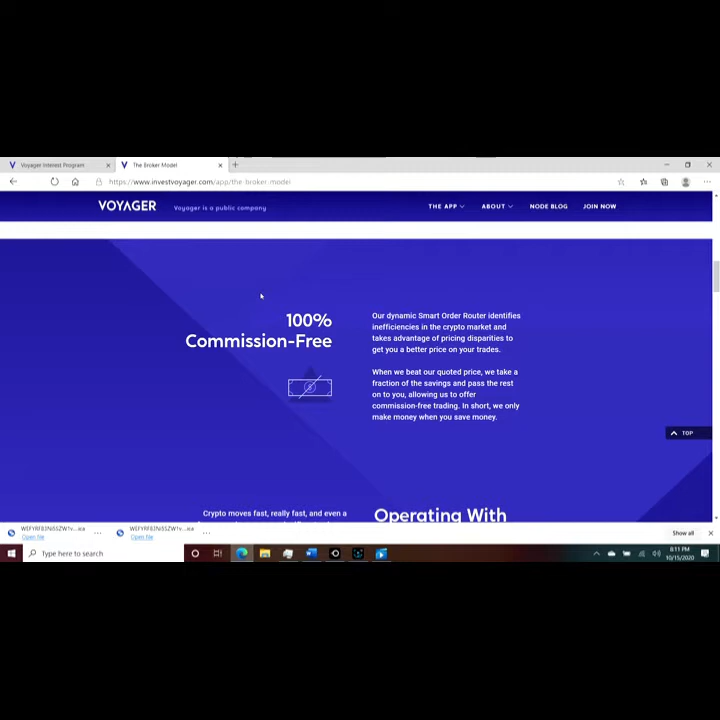 Voyager Interest Program
The Broker Model
https://www.investvoyager.com/app/the-broker-model
VOYAGER
Voyager is a public company
THE APP
ABOUT
NODE BLOG
JOIN NOW
100%
Commission-Free
Our dynamic Smart Order Router identifies
inefficiencies in the crypto market and
takes advantage of pricing disparities to
get you a better price on your trades.
When we beat our quoted price, we take a
fraction of the savings and pass the rest
on to you, allowing us to offer
commission-free trading. In short, we only
make money when you save money.
TOP
Crypto moves fast, really fast, and even a
Operating With
Open file
Open file
Show all
Type here to search
8:11 PM
10/15/2020